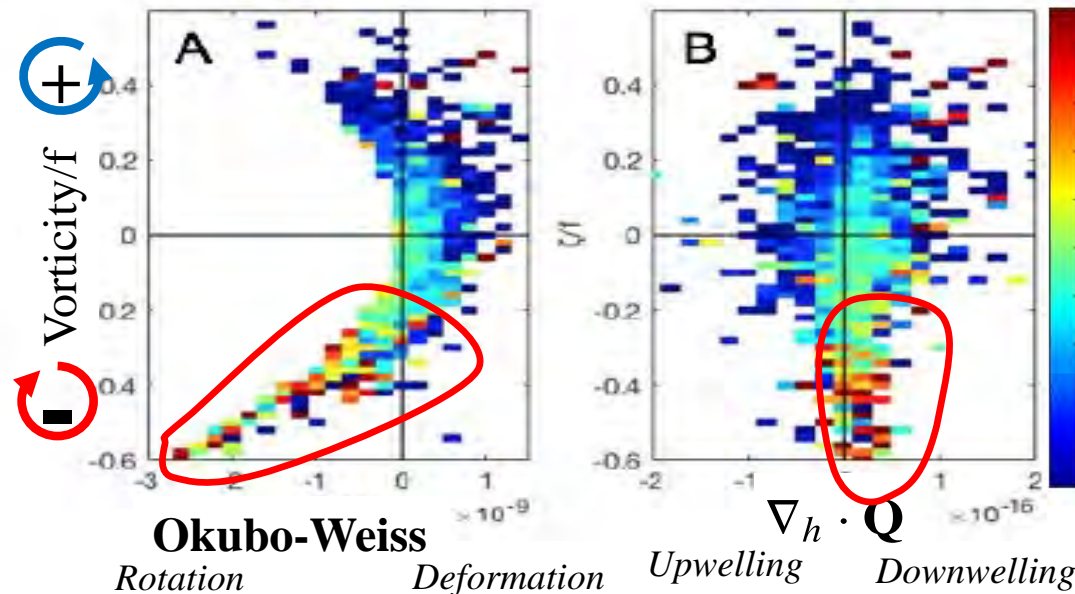 A
B
+
Vorticity/f
-
0.4
0.2
0
0.2
0.4
-0.6
-3
-2
-1
0
1
×10⁻⁹
ζ/f
0.4
0.2
0
0.2
0.4
-0.6
-2
-1
0
1
2
×10⁻¹⁶
Okubo-Weiss
∇ₕ · Q
Rotation
Deformation
Upwelling
Downwelling